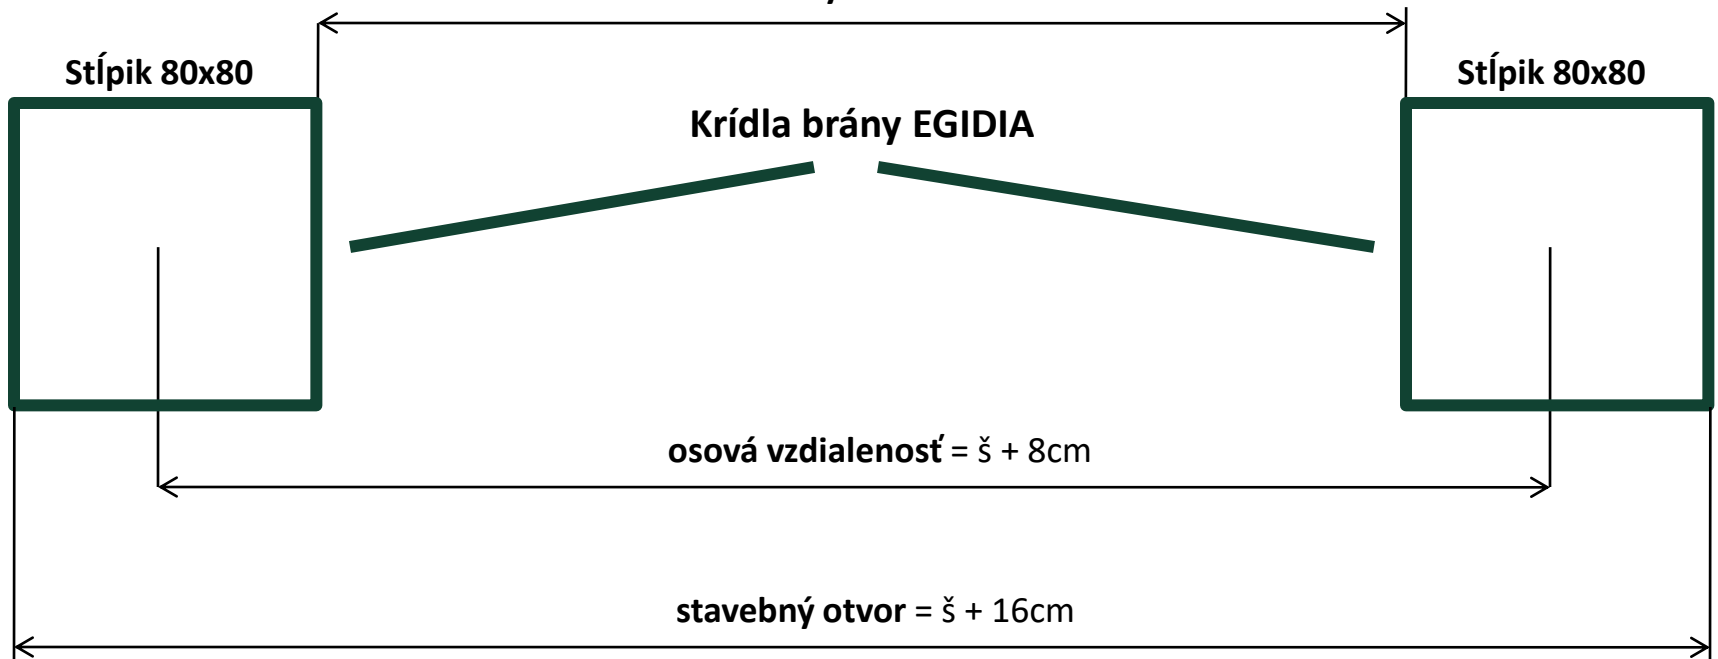 Stĺpik 80x80
Stĺpik 80x80
Krídla brány EGIDIA
osová vzdialenosť = š + 8cm
stavebný otvor = š + 16cm